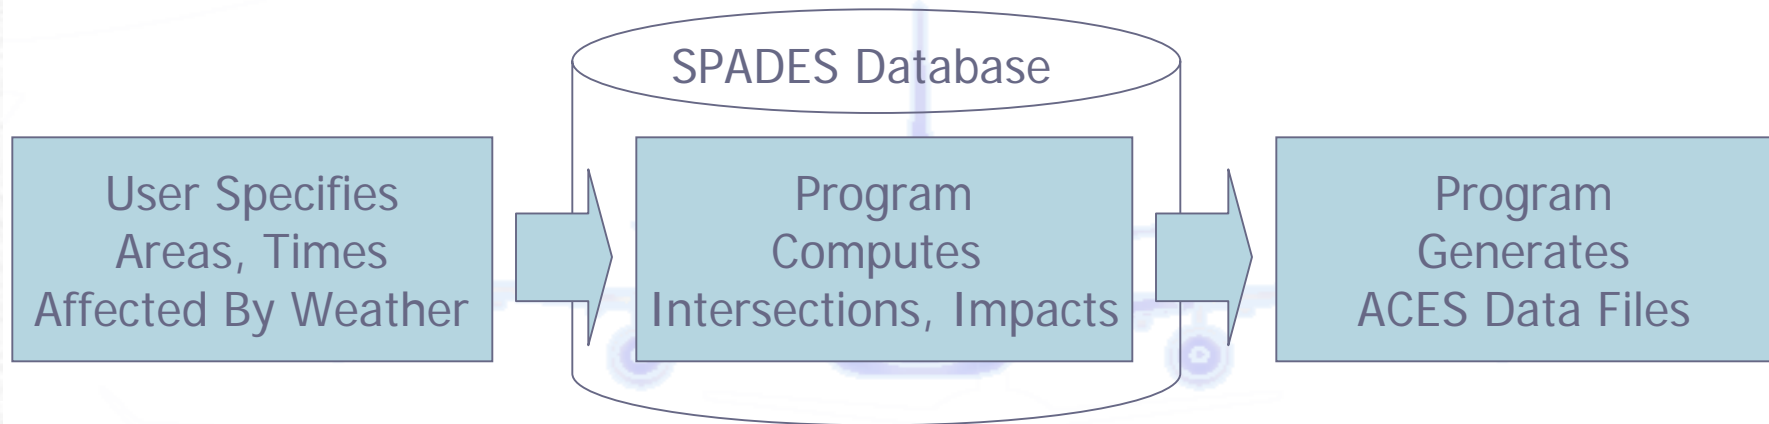 SPADES Database
User Specifies
Areas, Times
Affected By Weather
Program
Computes
Intersections, Impacts
Program
Generates
ACES Data Files